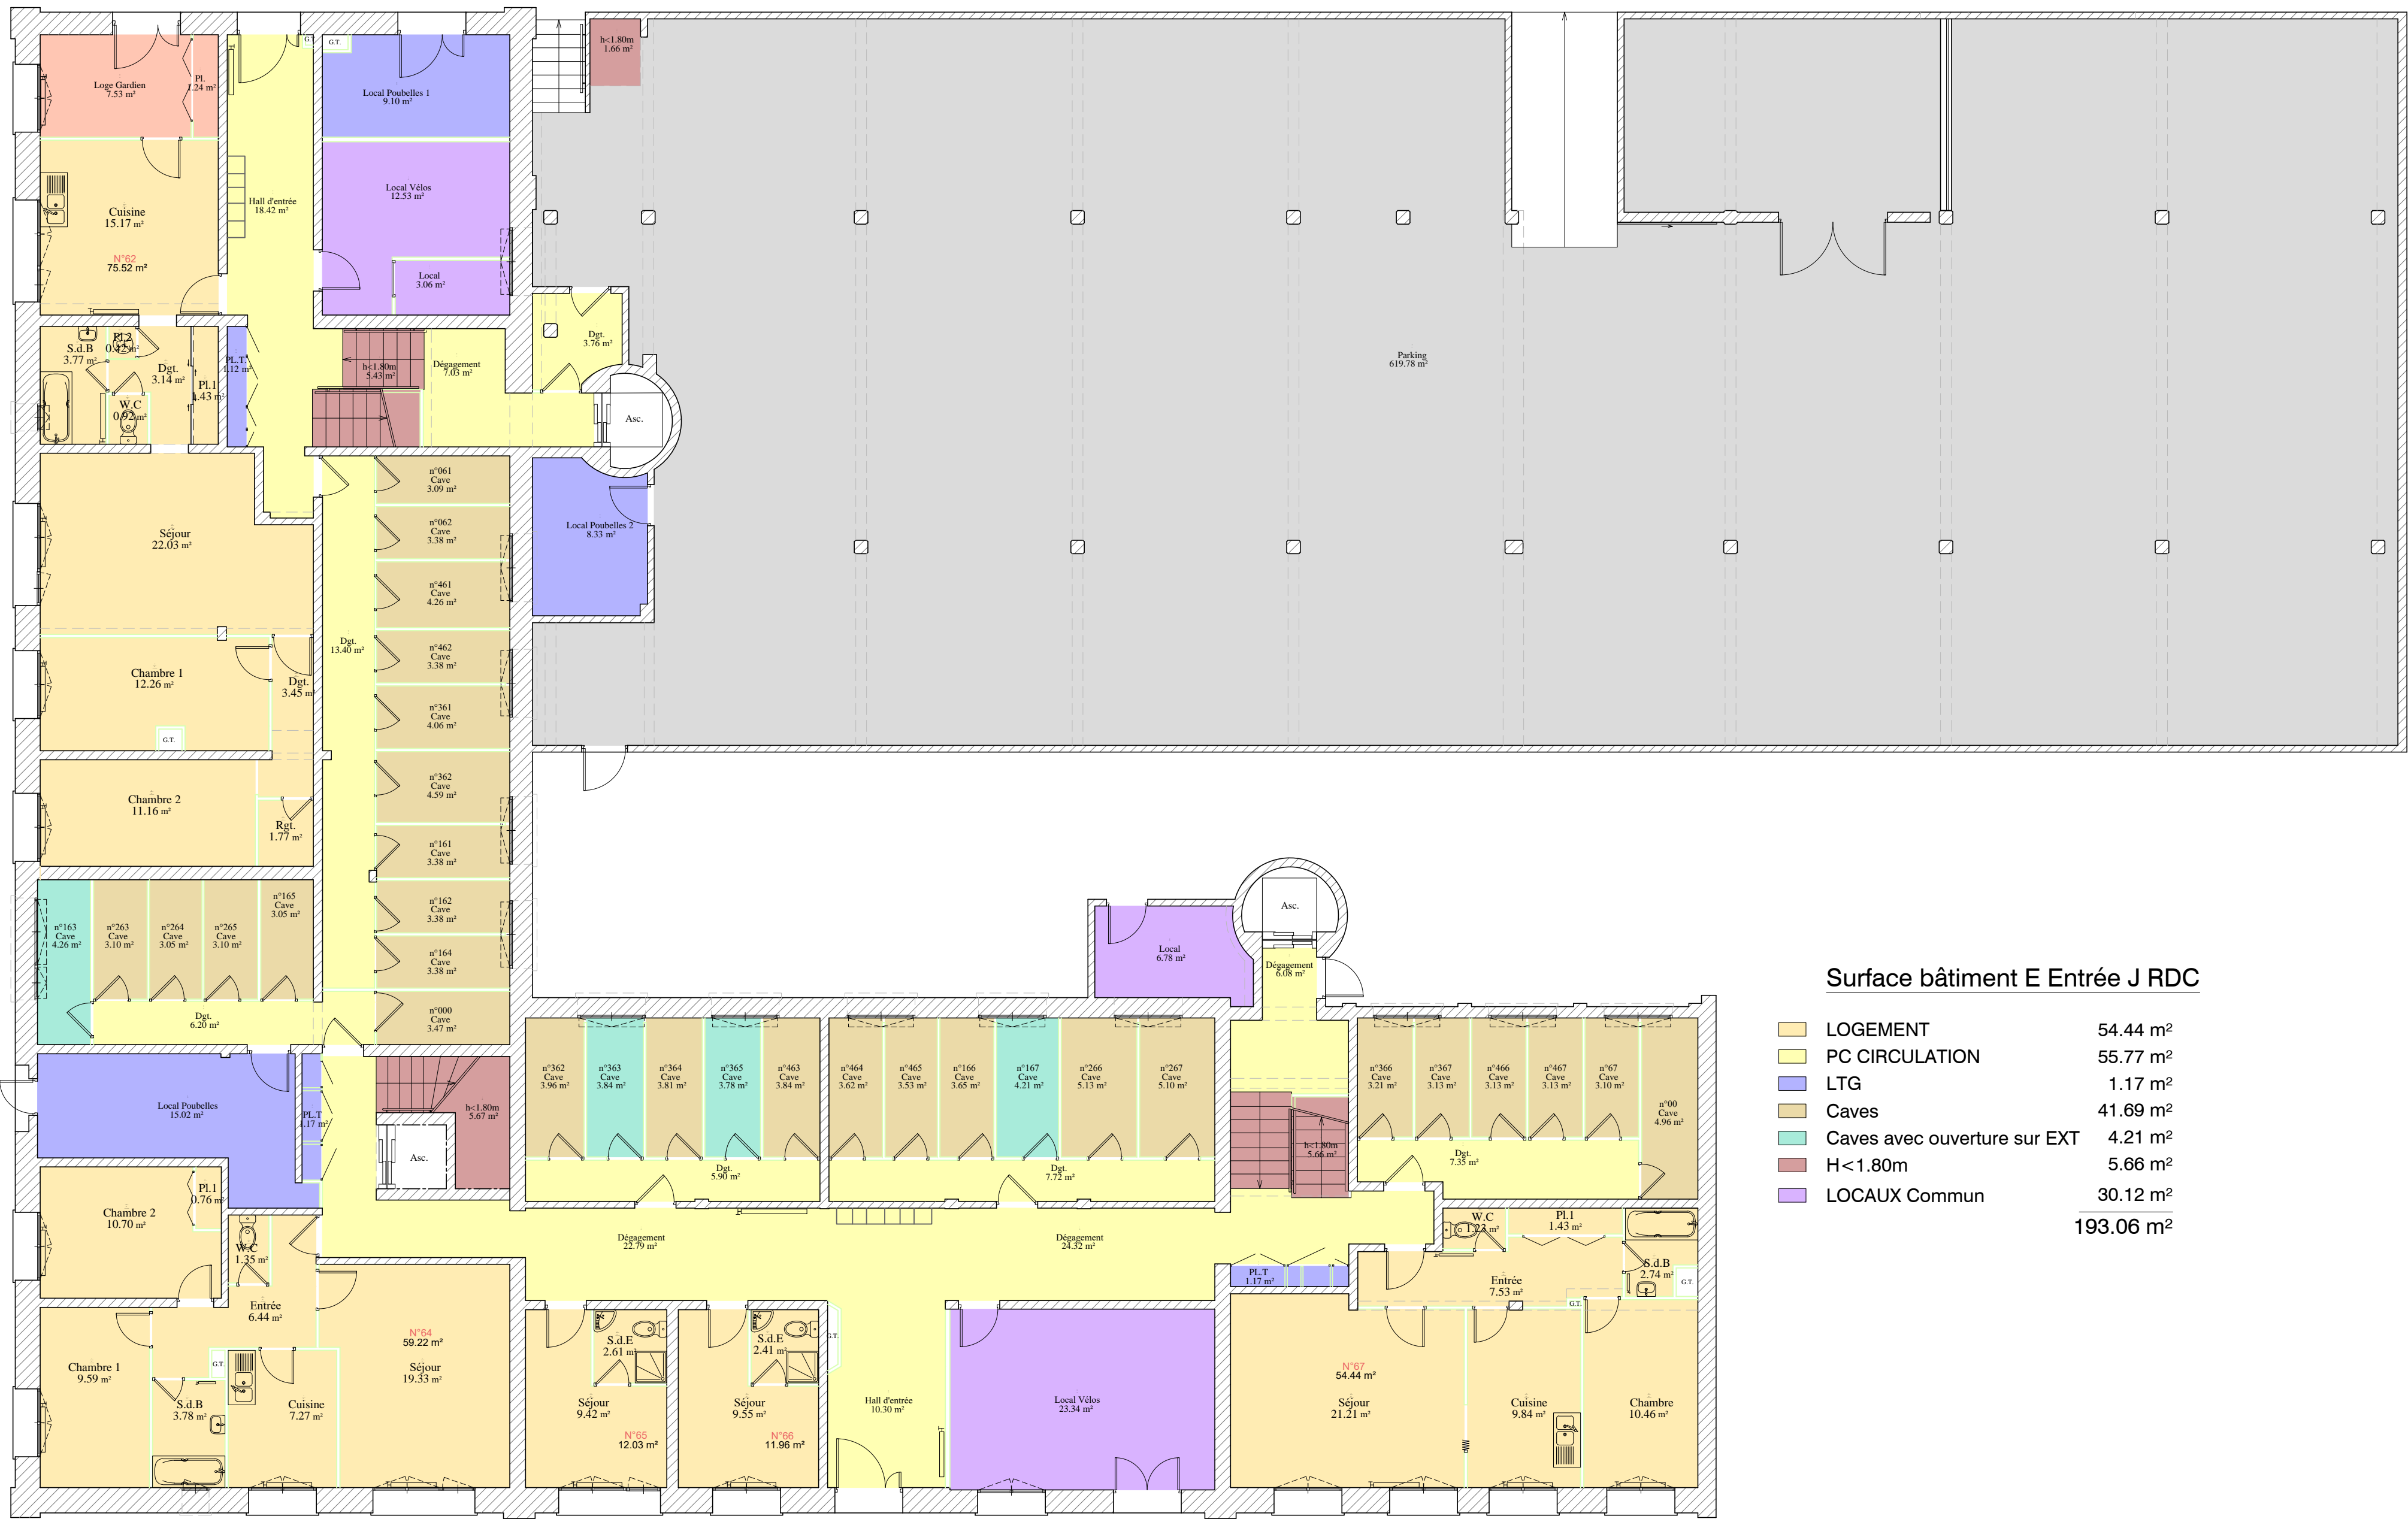 Loge Gardien
7.53 m²
Pl.
1.24 m²
G.T.
G.T.
Local Poubelles 1
9.10 m²
h<1.80m
1.66 m²
Cuisine
15.17 m²
N°62
75.52 m²
Hall d'entrée
18.42 m²
Local Vélos
12.53 m²
Local
3.06 m²
S.d.B
3.77 m²
Pl.2
0.42 m²
Dgt.
3.14 m²
Pl.1
1.43 m²
W.C
0.92 m²
PL.T.
1.12 m²
h<1.80m
5.43 m²
Dégagement
7.03 m²
Dgt.
3.76 m²
Asc.
Parking
619.78 m²
Séjour
22.03 m²
Local Poubelles 2
8.33 m²
n°061
Cave
3.09 m²
n°062
Cave
3.38 m²
n°461
Cave
4.26 m²
n°462
Cave
3.38 m²
n°361
Cave
4.06 m²
n°362
Cave
4.59 m²
n°161
Cave
3.38 m²
n°162
Cave
3.38 m²
n°164
Cave
3.38 m²
n°000
Cave
3.47 m²
Dgt.
13.40 m²
Chambre 1
12.26 m²
Dgt.
3.45 m²
G.T.
Chambre 2
11.16 m²
Rgt.
1.77 m²
n°163
Cave
4.26 m²
n°263
Cave
3.10 m²
n°264
Cave
3.05 m²
n°265
Cave
3.10 m²
n°165
Cave
3.05 m²
Dgt.
6.20 m²
Local Poubelles
15.02 m²
PL.T
1.17 m²
h<1.80m
5.67 m²
Asc.
n°362
Cave
3.96 m²
n°363
Cave
3.84 m²
n°364
Cave
3.81 m²
n°365
Cave
3.78 m²
n°463
Cave
3.84 m²
Dgt.
5.90 m²
n°464
Cave
3.62 m²
n°465
Cave
3.53 m²
n°166
Cave
3.65 m²
n°167
Cave
4.21 m²
n°266
Cave
5.13 m²
n°267
Cave
5.10 m²
Dgt.
7.72 m²
Local
6.78 m²
Asc.
Dégagement
6.08 m²
h<1.80m
5.66 m²
n°366
Cave
3.21 m²
n°367
Cave
3.13 m²
n°466
Cave
3.13 m²
n°467
Cave
3.13 m²
n°67
Cave
3.10 m²
n°00
Cave
4.96 m²
Dgt.
7.35 m²
Chambre 2
10.70 m²
Pl.1
0.76 m²
W.C
1.35 m²
Entrée
6.44 m²
Chambre 1
9.59 m²
G.T.
S.d.B
3.78 m²
Cuisine
7.27 m²
N°64
59.22 m²
Séjour
19.33 m²
Dégagement
22.79 m²
S.d.E
2.61 m²
Séjour
9.42 m²
N°65
12.03 m²
S.d.E
2.41 m²
Séjour
9.55 m²
N°66
11.96 m²
G.T.
Hall d'entrée
10.30 m²
Dégagement
24.32 m²
Local Vélos
23.34 m²
PL.T
1.17 m²
W.C
1.23 m²
Pl.1
1.43 m²
Entrée
7.53 m²
S.d.B
2.74 m²
G.T.
G.T.
N°67
54.44 m²
Séjour
21.21 m²
Cuisine
9.84 m²
Chambre
10.46 m²
Surface bâtiment E Entrée J RDC
LOGEMENT 54.44 m²
PC CIRCULATION 55.77 m²
LTG 1.17 m²
Caves 41.69 m²
Caves avec ouverture sur EXT 4.21 m²
H<1.80m 5.66 m²
LOCAUX Commun 30.12 m²
193.06 m²